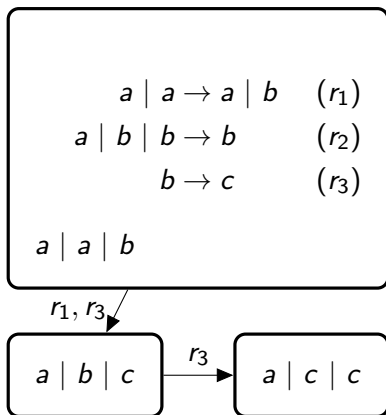 a | a → a | b (r₁)
a | b | b → b (r₂)
b → c (r₃)
a | a | b
r₁, r₃
a | b | c
r₃
a | c | c